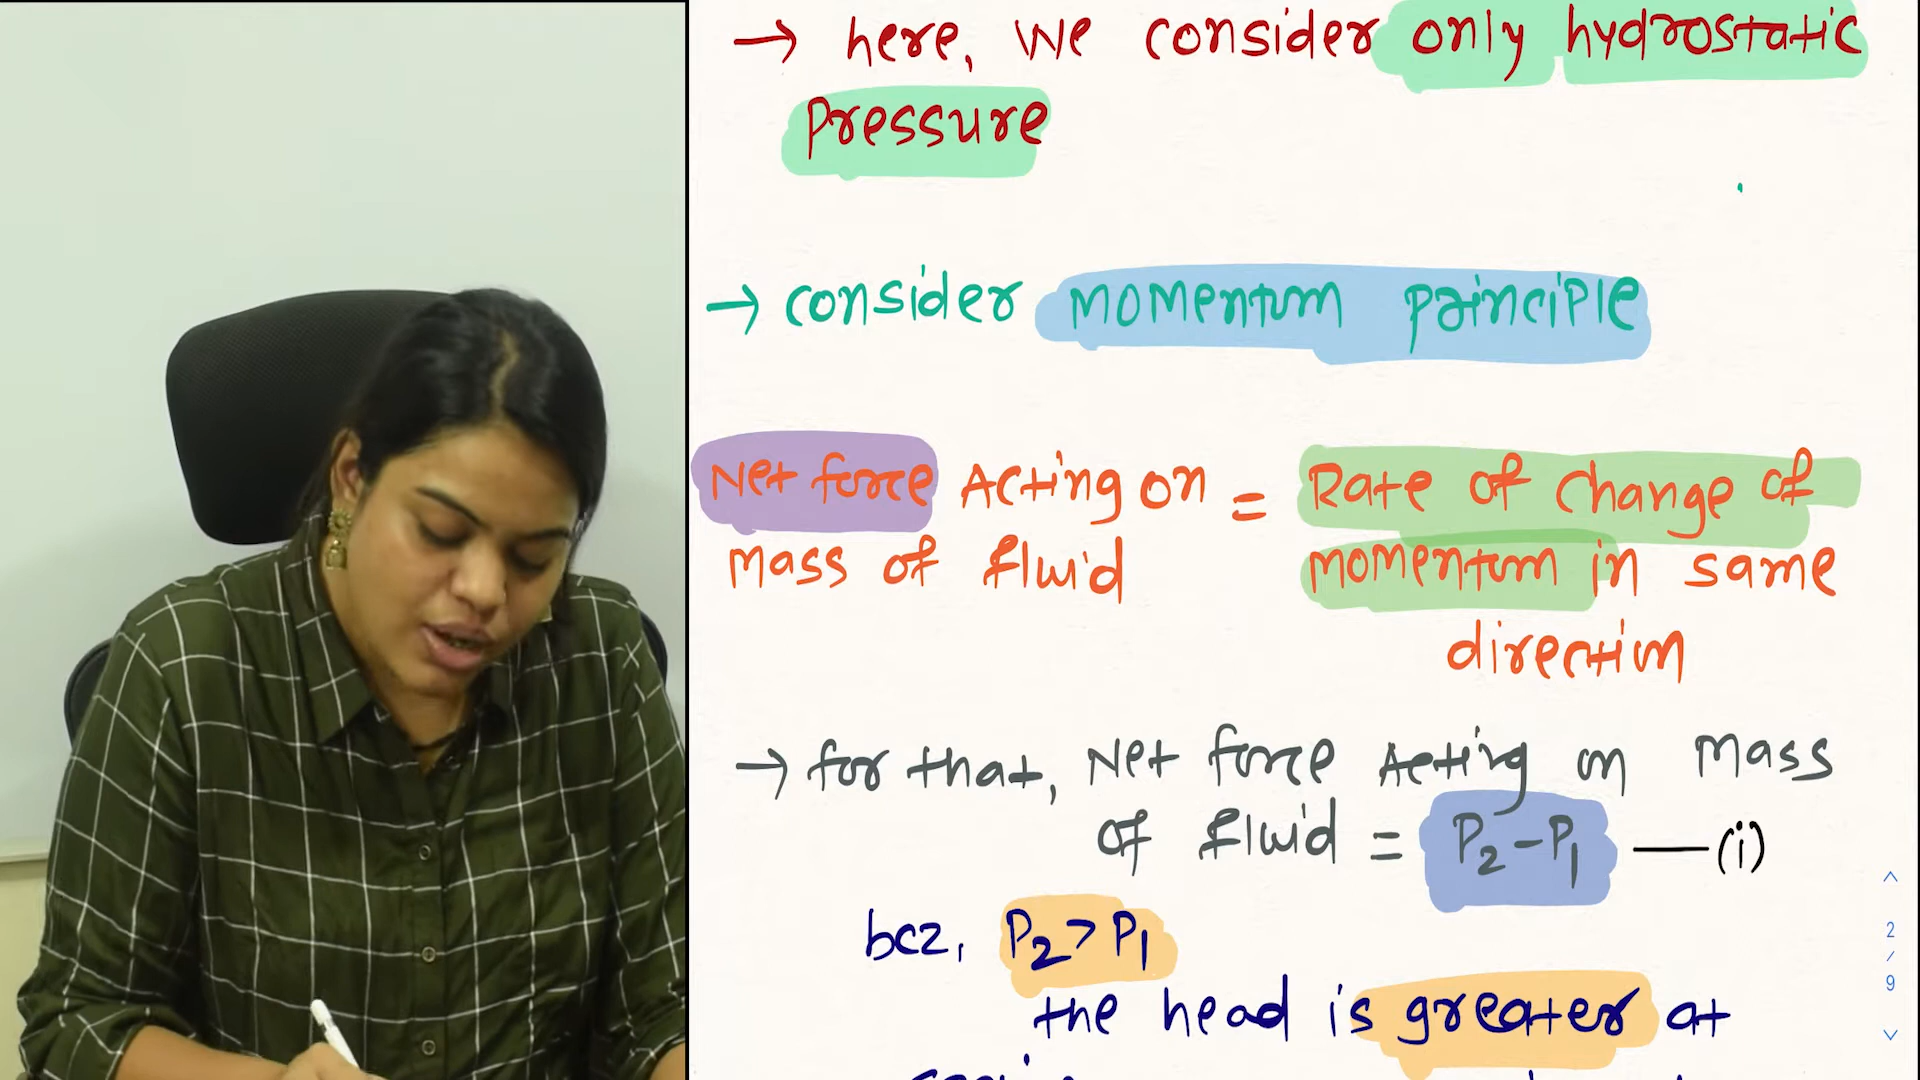 → here, we consider only hydrostatic
Pressure
→ consider momentum principle
Net force Acting on = Rate of change of
mass of fluid momentum in same
direction
→ for that, Net force Acting on Mass
of fluid = P₂-P₁ —(i)
bcz, P₂>P₁
the head is greater at
2
/
9